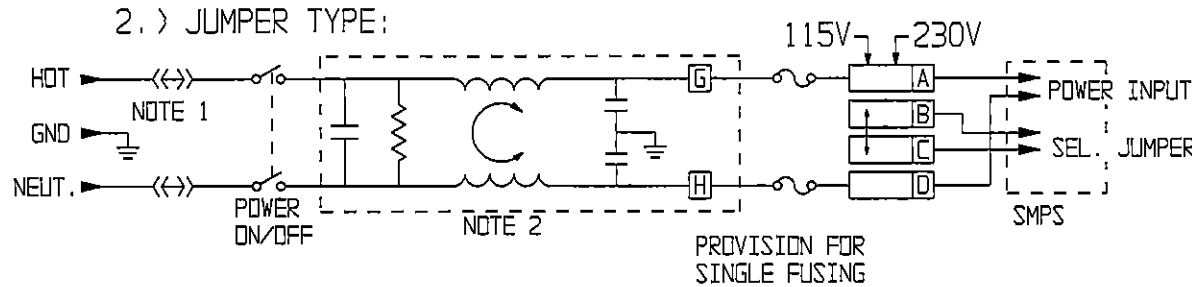 2.) JUMPER TYPE:
115V 230V
HOT
NOTE 1
GND
NEUT.
POWER
ON/OFF
NOTE 2
G
H
PROVISION FOR
SINGLE FUSING
A
B
C
D
POWER INPUT
SEL. JUMPER
SMPS